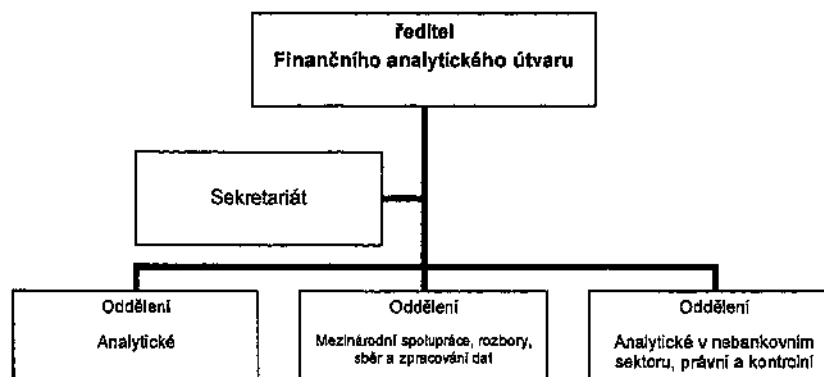 ředitel
Finančního analytického útvaru
Sekretariát
Oddělení
Analytické
Oddělení
Mezinárodní spolupráce, rozbory,
sběr a zpracování dat
Oddělení
Analytické v nebankovním
sektoru, právní a kontrolní